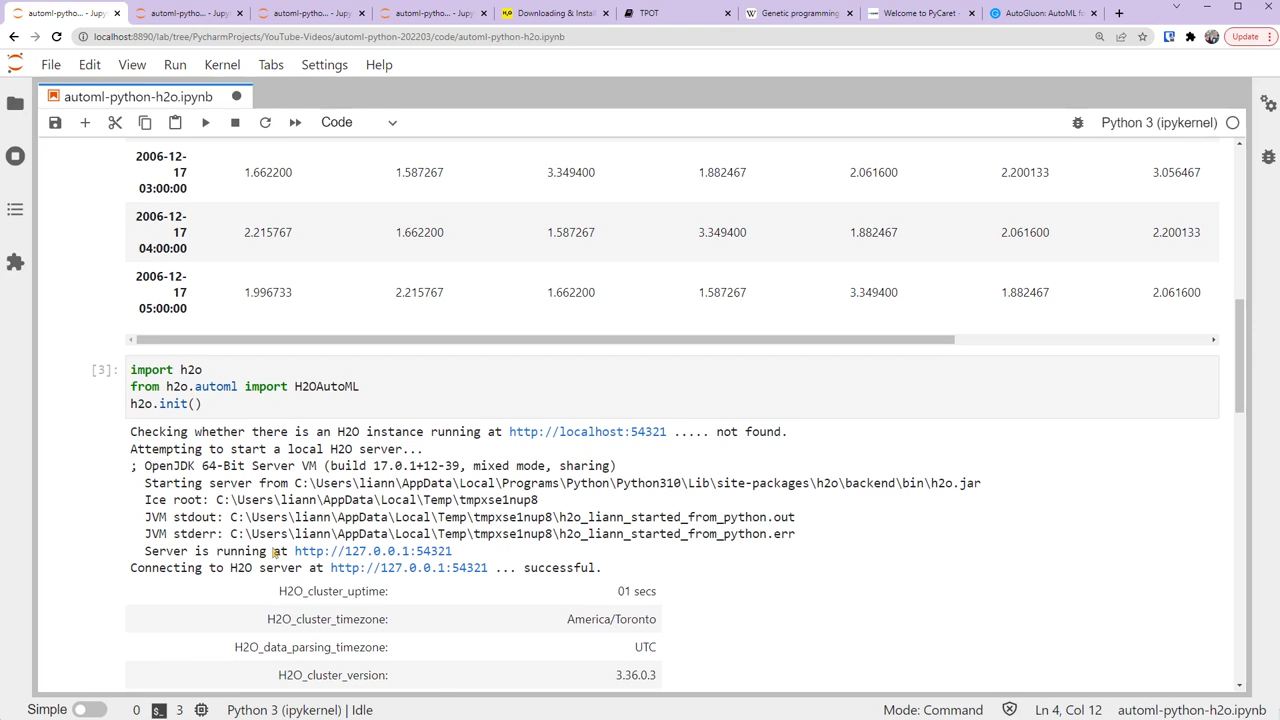 automl-python - Jupy
automl-python - Jupy
automl-python - Jupy
automl-python - Jupy
Downloading & Install
TPOT
Genetic programming
Welcome to PyCaret -
AutoGluon: AutoML fo
localhost:8890/lab/tree/PycharmProjects/YouTube-Videos/automl-python-202203/code/automl-python-h2o.ipynb
Update
File Edit View Run Kernel Tabs Settings Help
automl-python-h2o.ipynb
Code
Python 3 (ipykernel)
2006-12-
17
03:00:00
1.662200 1.587267 3.349400 1.882467 2.061600 2.200133 3.056467
2006-12-
17
04:00:00
2.215767 1.662200 1.587267 3.349400 1.882467 2.061600 2.200133
2006-12-
17
05:00:00
1.996733 2.215767 1.662200 1.587267 3.349400 1.882467 2.061600
[3]:
import h2o
from h2o.automl import H2OAutoML
h2o.init()
Checking whether there is an H2O instance running at http://localhost:54321 ..... not found.
Attempting to start a local H2O server...
; OpenJDK 64-Bit Server VM (build 17.0.1+12-39, mixed mode, sharing)
Starting server from C:\Users\liann\AppData\Local\Programs\Python\Python310\Lib\site-packages\h2o\backend\bin\h2o.jar
Ice root: C:\Users\liann\AppData\Local\Temp\tmpxse1nup8
JVM stdout: C:\Users\liann\AppData\Local\Temp\tmpxse1nup8\h2o_liann_started_from_python.out
JVM stderr: C:\Users\liann\AppData\Local\Temp\tmpxse1nup8\h2o_liann_started_from_python.err
Server is running at http://127.0.0.1:54321
Connecting to H2O server at http://127.0.0.1:54321 ... successful.
H2O_cluster_uptime: 01 secs
H2O_cluster_timezone: America/Toronto
H2O_data_parsing_timezone: UTC
H2O_cluster_version: 3.36.0.3
Simple 0 3 Python 3 (ipykernel) | Idle Mode: Command Ln 4, Col 12 automl-python-h2o.ipynb